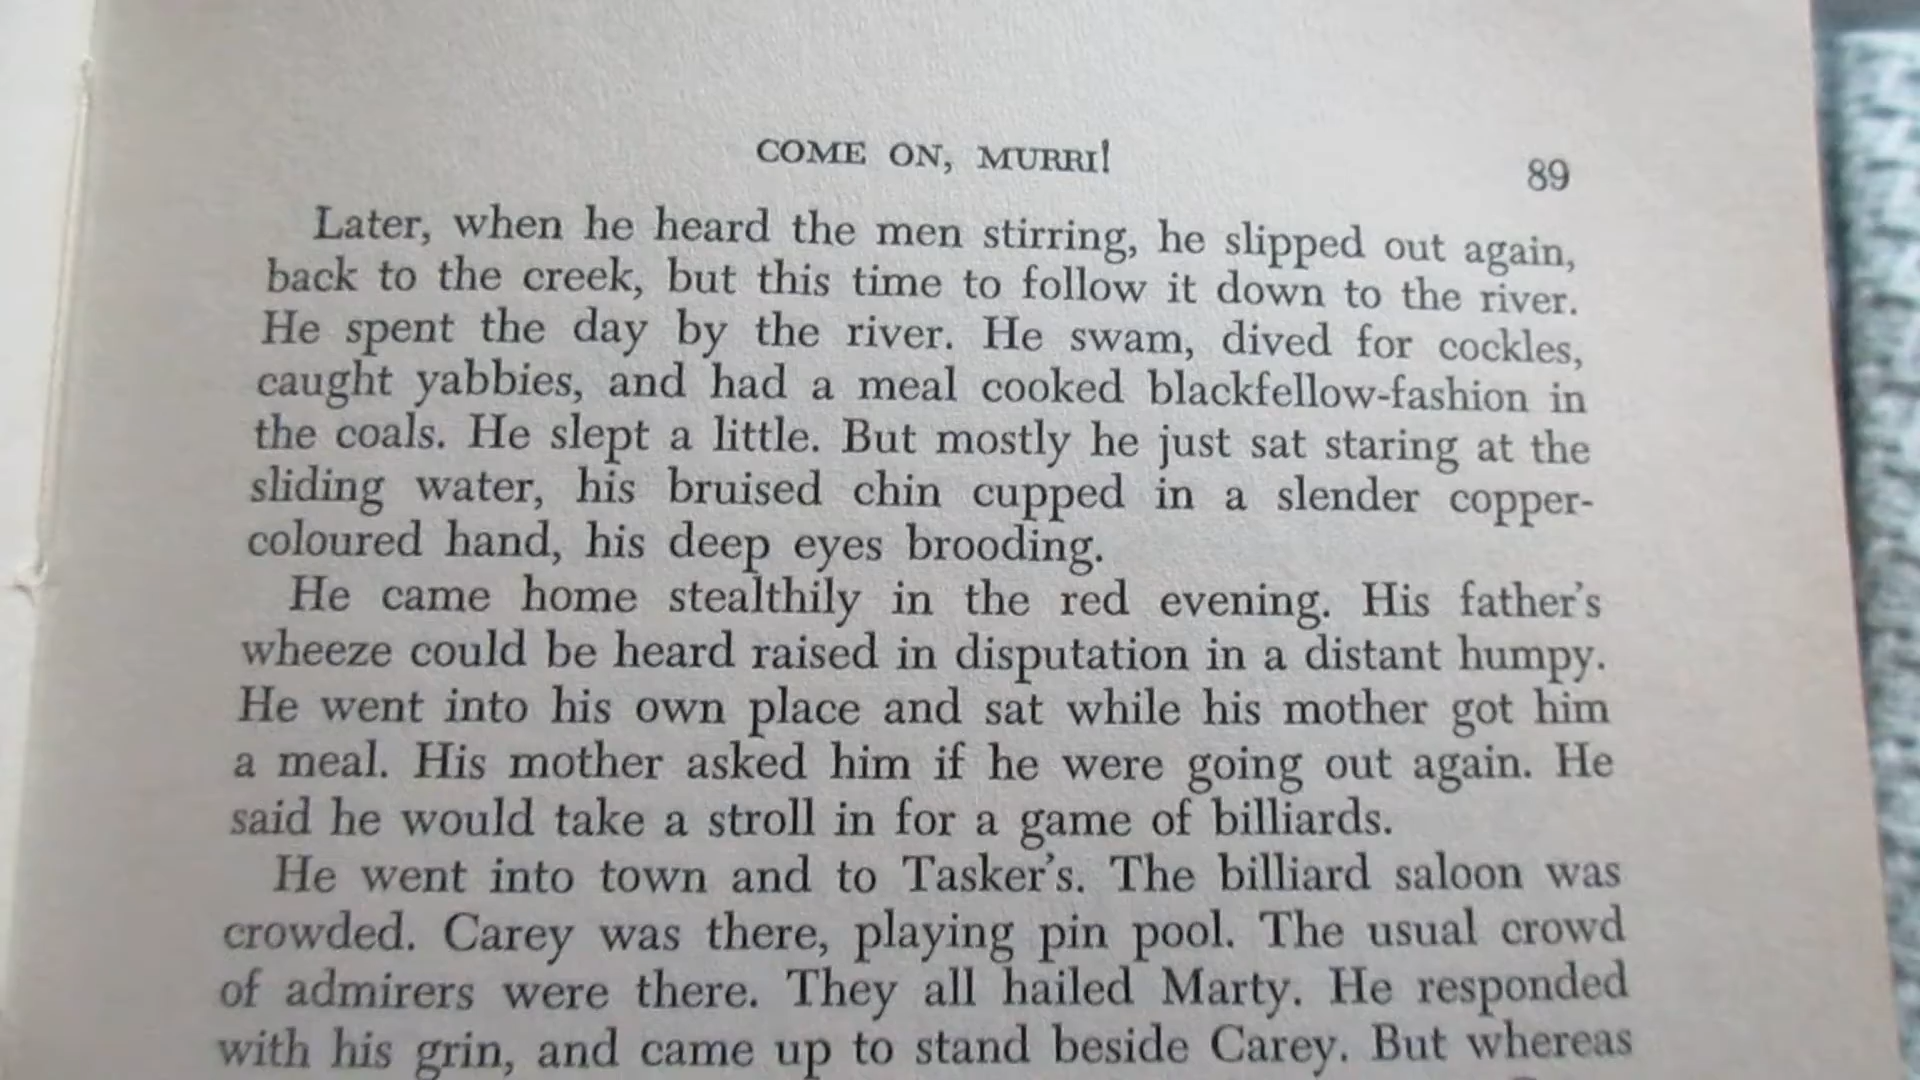 COME ON, MURRI!
89
Later, when he heard the men stirring, he slipped out again,
back to the creek, but this time to follow it down to the river.
He spent the day by the river. He swam, dived for cockles,
caught yabbies, and had a meal cooked blackfellow-fashion in
the coals. He slept a little. But mostly he just sat staring at the
sliding water, his bruised chin cupped in a slender copper-
coloured hand, his deep eyes brooding.
He came home stealthily in the red evening. His father's
wheeze could be heard raised in disputation in a distant humpy.
He went into his own place and sat while his mother got him
a meal. His mother asked him if he were going out again. He
said he would take a stroll in for a game of billiards.
He went into town and to Tasker's. The billiard saloon was
crowded. Carey was there, playing pin pool. The usual crowd
of admirers were there. They all hailed Marty. He responded
with his grin, and came up to stand beside Carey. But whereas